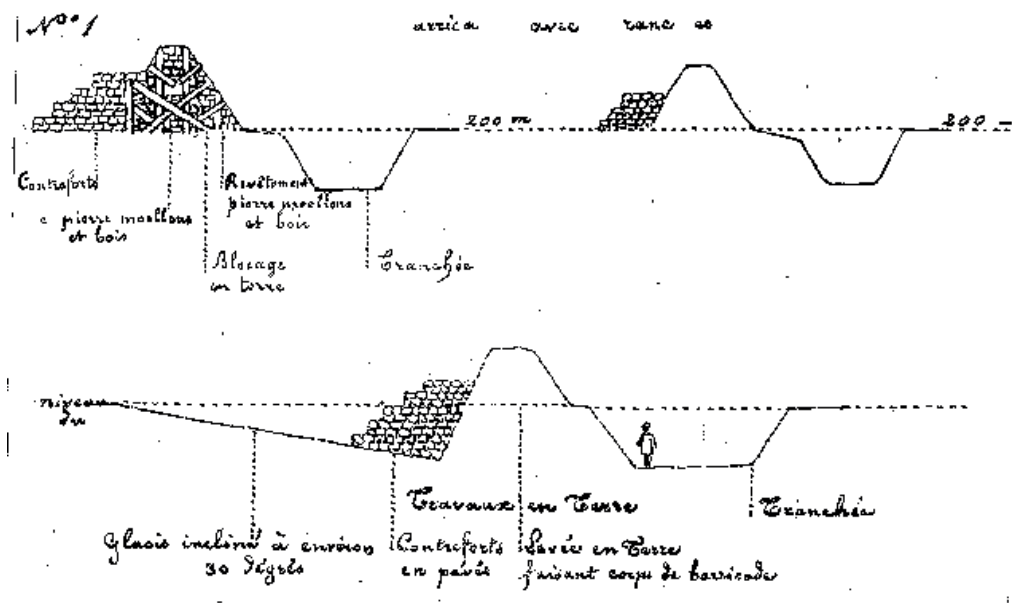 Nº 1
avec
200 m
200
Contreforts
Revêtement
pierre moellons
et bois
pierre moellons
et bois
Blocage
en terre
Tranchée
niveau
du
Travaux en Terre
Tranchée
Glacis incliné à environ
30 degrés
Contreforts
en pavés
Levée en Terre
faisant corps de barricade